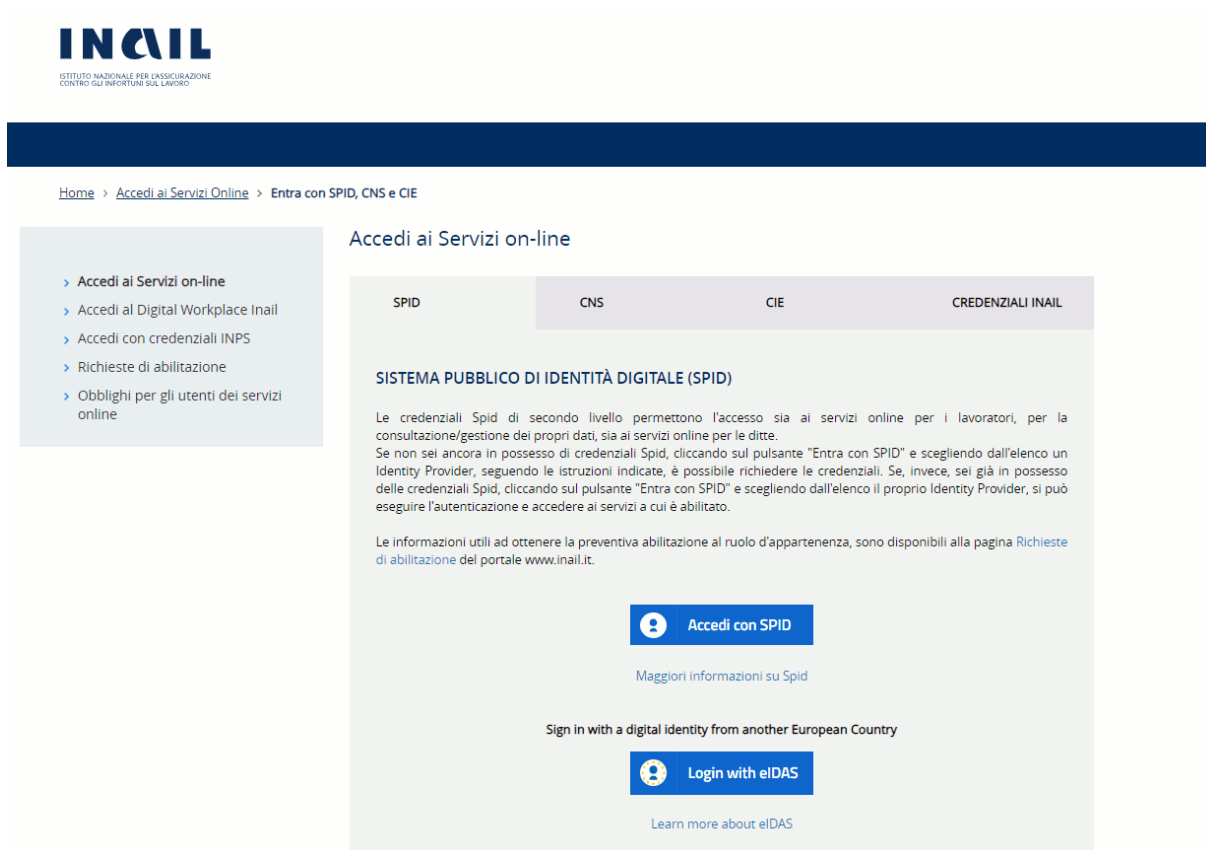 INAIL
ISTITUTO NAZIONALE PER L'ASSICURAZIONE
CONTRO GLI INFORTUNI SUL LAVORO
Home > Accedi ai Servizi Online > Entra con SPID, CNS e CIE
> Accedi ai Servizi on-line
> Accedi al Digital Workplace Inail
> Accedi con credenziali INPS
> Richieste di abilitazione
> Obblighi per gli utenti dei servizi
online
Accedi ai Servizi on-line
SPID CNS CIE CREDENZIALI INAIL
SISTEMA PUBBLICO DI IDENTITÀ DIGITALE (SPID)
Le credenziali Spid di secondo livello permettono l'accesso sia ai servizi online per i lavoratori, per la
consultazione/gestione dei propri dati, sia ai servizi online per le ditte.
Se non sei ancora in possesso di credenziali Spid, cliccando sul pulsante "Entra con SPID" e scegliendo dall'elenco un
Identity Provider, seguendo le istruzioni indicate, è possibile richiedere le credenziali. Se, invece, sei già in possesso
delle credenziali Spid, cliccando sul pulsante "Entra con SPID" e scegliendo dall'elenco il proprio Identity Provider, si può
eseguire l'autenticazione e accedere ai servizi a cui è abilitato.
Le informazioni utili ad ottenere la preventiva abilitazione al ruolo d'appartenenza, sono disponibili alla pagina Richieste
di abilitazione del portale www.inail.it.
Accedi con SPID
Maggiori informazioni su Spid
Sign in with a digital identity from another European Country
Login with eIDAS
Learn more about eIDAS